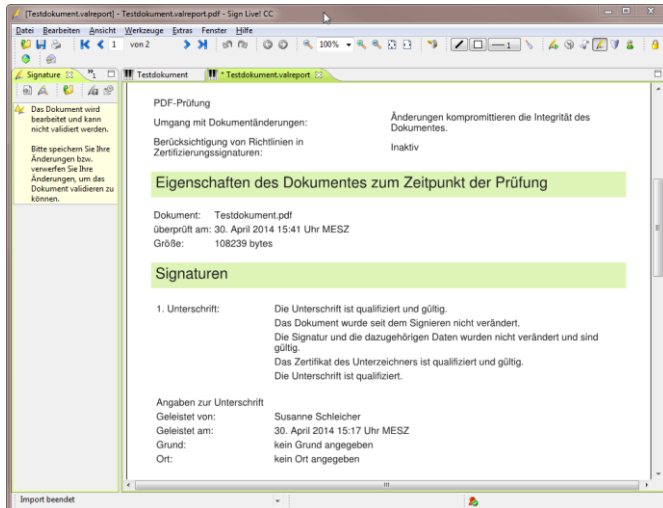 [Testdokument.valreport] - Testdokument.valreport.pdf - Sign Live! CC
Datei Bearbeiten Ansicht Werkzeuge Extras Fenster Hilfe
1 von 2 100% 1
Signature Testdokument * Testdokument.valreport
Das Dokument wird
bearbeitet und kann
nicht validiert werden.
Bitte speichern Sie Ihre
Änderungen bzw.
verwerfen Sie Ihre
Änderungen, um das
Dokument validieren zu
können.
PDF-Prüfung
Umgang mit Dokumentänderungen: Änderungen kompromittieren die Integrität des
Dokumentes.
Berücksichtigung von Richtlinien in
Zertifizierungssignaturen: Inaktiv
Eigenschaften des Dokumentes zum Zeitpunkt der Prüfung
Dokument: Testdokument.pdf
überprüft am: 30. April 2014 15:41 Uhr MESZ
Größe: 108239 bytes
Signaturen
1. Unterschrift: Die Unterschrift ist qualifiziert und gültig.
Das Dokument wurde seit dem Signieren nicht verändert.
Die Signatur und die dazugehörigen Daten wurden nicht verändert und sind
gültig.
Das Zertifikat des Unterzeichners ist qualifiziert und gültig.
Die Unterschrift ist qualifiziert.
Angaben zur Unterschrift
Geleistet von: Susanne Schleicher
Geleistet am: 30. April 2014 15:17 Uhr MESZ
Grund: kein Grund angegeben
Ort: kein Ort angegeben
Import beendet